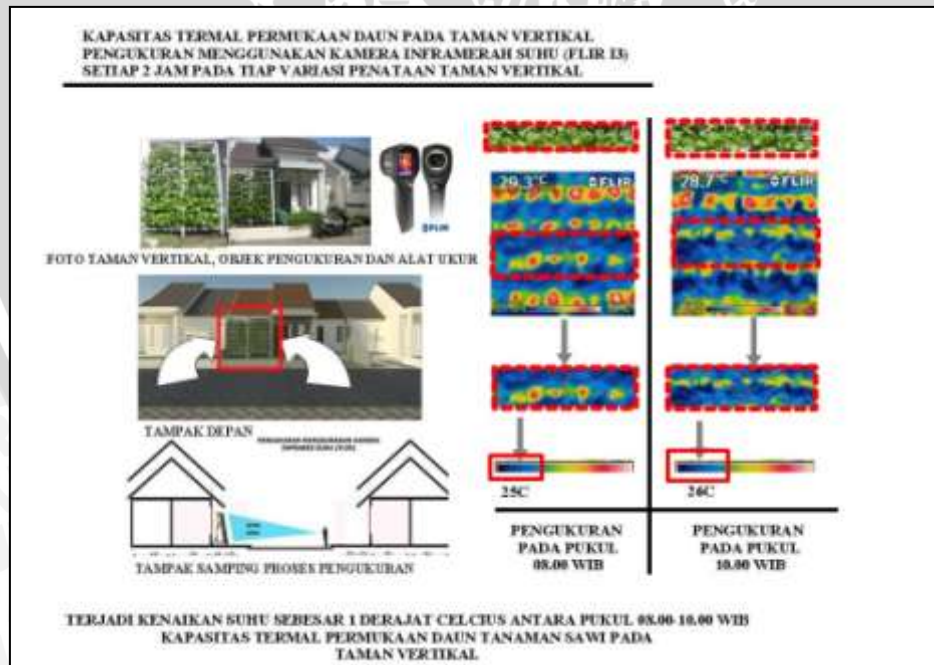 KAPASITAS TERMAL PERMUKAAN DAUN PADA TAMAN VERTIKAL
PENGUKURAN MENGGUNAKAN KAMERA INFRAMERAH SUHU (FLIR I3)
SETIAP 2 JAM PADA TIAP VARIASI PENATAAN TAMAN VERTIKAL
FLIR
FOTO TAMAN VERTIKAL, OBJEK PENGUKURAN DAN ALAT UKUR
TAMPAK DEPAN
TAMPAK SAMPING PROSES PENGUKURAN
29.3°C FLIR
25C
PENGUKURAN
PADA PUKUL
08.00 WIB
28.7°C FLIR
26C
PENGUKURAN
PADA PUKUL
10.00 WIB
TERJADI KENAIKAN SUHU SEBESAR 1 DERAJAT CELCIUS ANTARA PUKUL 08.00-10.00 WIB
KAPASITAS TERMAL PERMUKAAN DAUN TANAMAN SAWI PADA
TAMAN VERTIKAL